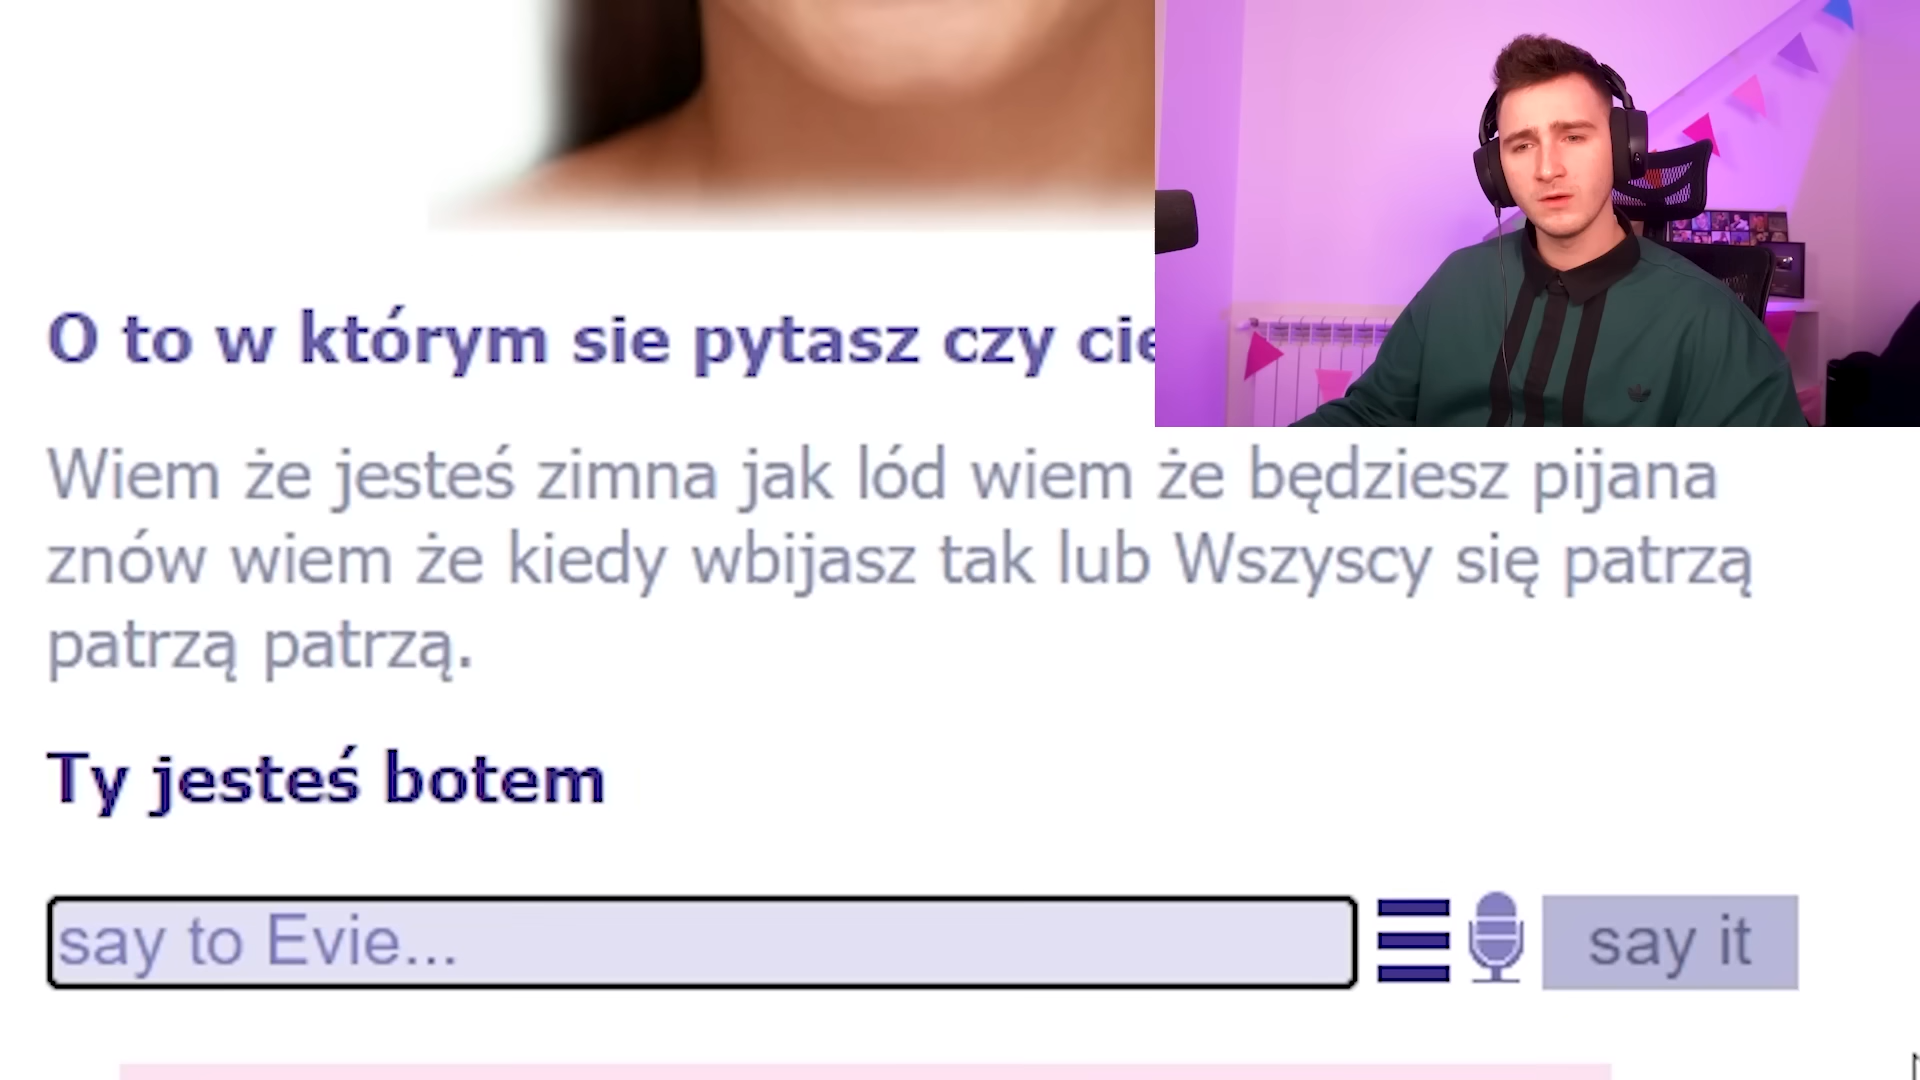 O to w którym sie pytasz czy
Wiem że jesteś zimna jak lód wiem że będziesz pijana
znów wiem że kiedy wbijasz tak lub Wszyscy się patrzą
patrzą patrzą.
Ty jesteś botem
say to Evie...
say it